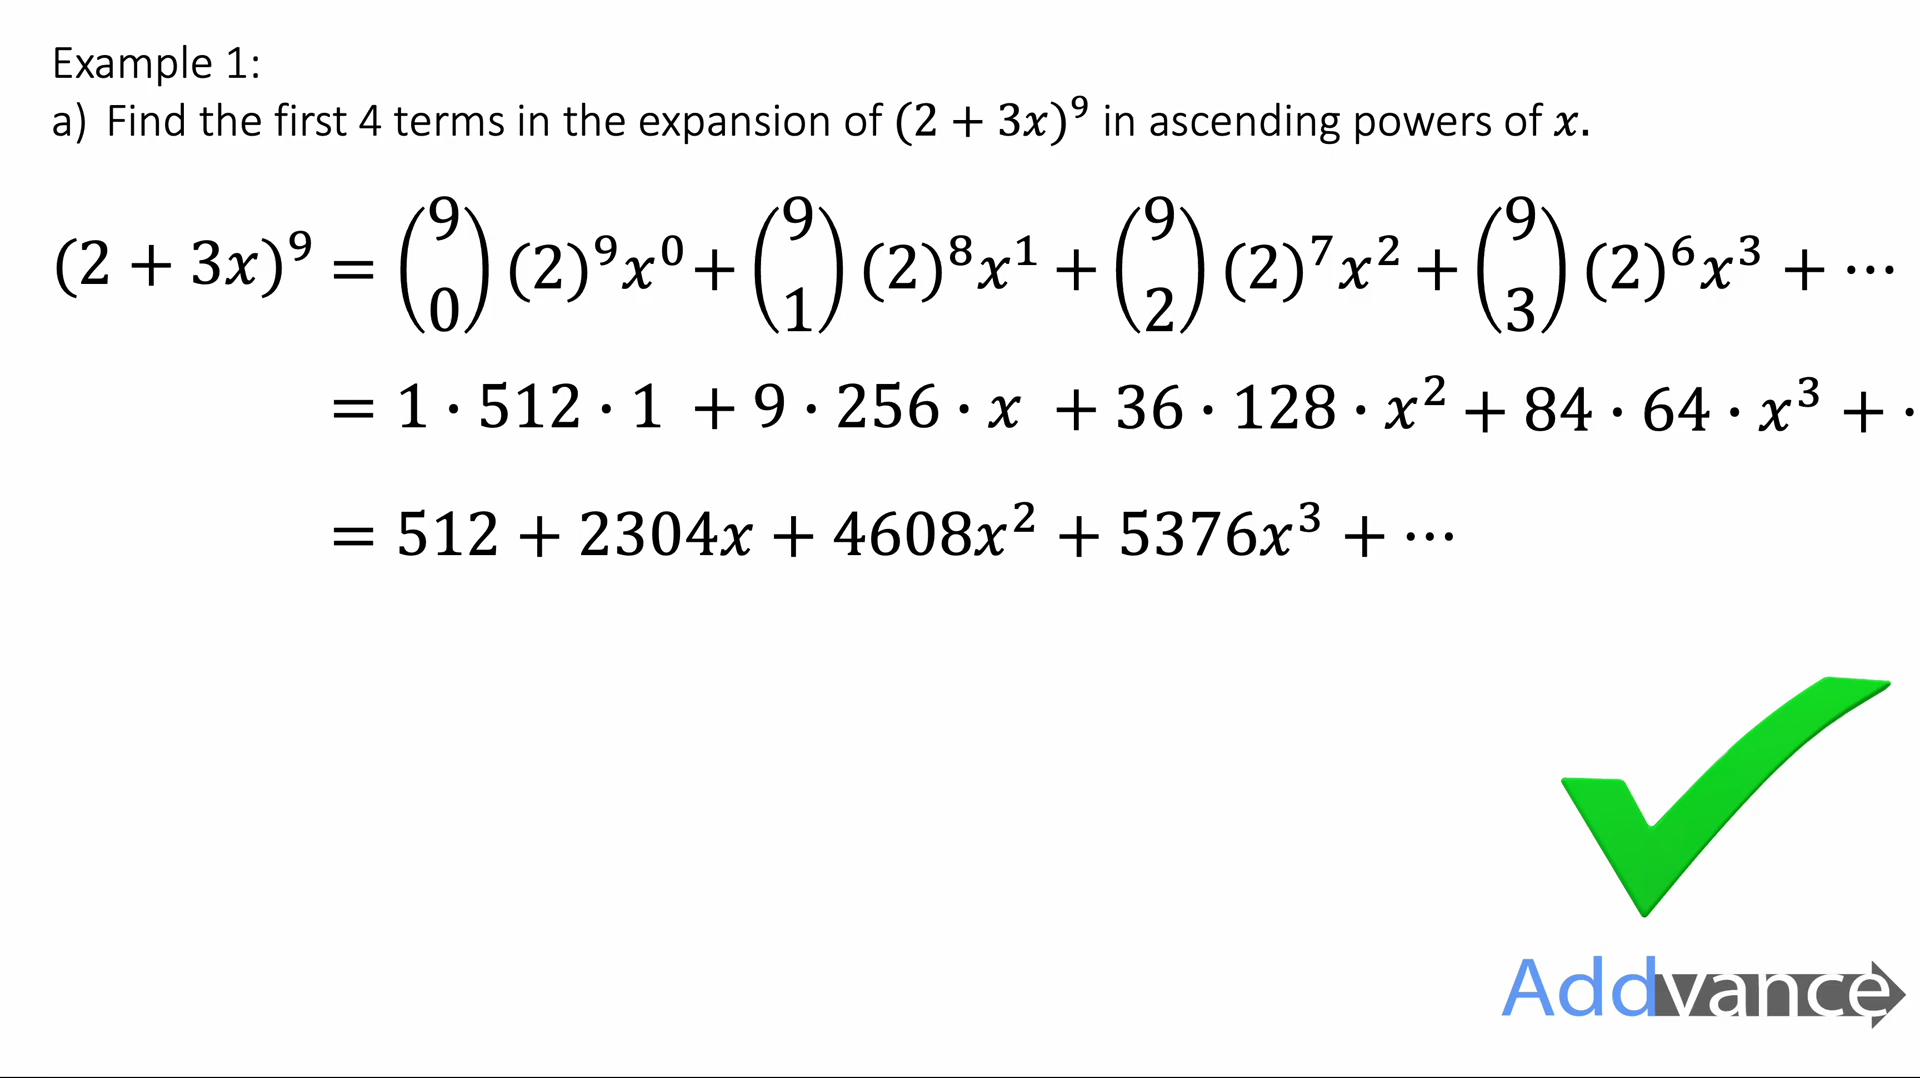 Example 1:
a) Find the first 4 terms in the expansion of (2 + 3x)⁹ in ascending powers of x.
(2 + 3x)⁹ = (9 0)(2)⁹x⁰ + (9 1)(2)⁸x¹ + (9 2)(2)⁷x² + (9 3)(2)⁶x³ + ⋯
= 1 · 512 · 1 + 9 · 256 · x + 36 · 128 · x² + 84 · 64 · x³ + ·
= 512 + 2304x + 4608x² + 5376x³ + ⋯
Addvance